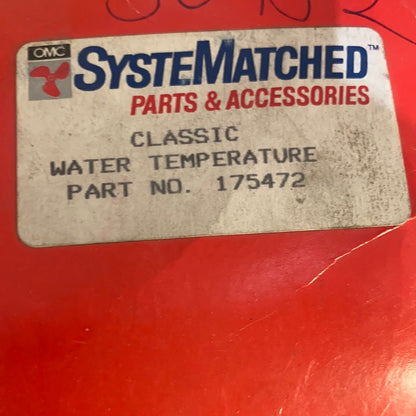 OMC
SYSTEMATCHED™
PARTS & ACCESSORIES
CLASSIC
WATER TEMPERATURE
PART NO. 175472